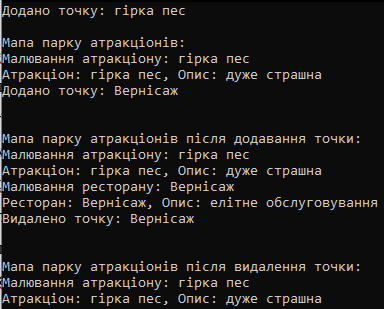 Додано точку: гірка пес
Мапа парку атракціонів:
Малювання атракціону: гірка пес
Атракціон: гірка пес, Опис: дуже страшна
Додано точку: Вернісаж
Мапа парку атракціонів після додавання точки:
Малювання атракціону: гірка пес
Атракціон: гірка пес, Опис: дуже страшна
Малювання ресторану: Вернісаж
Ресторан: Вернісаж, Опис: елітне обслуговування
Видалено точку: Вернісаж
Мапа парку атракціонів після видалення точки:
Малювання атракціону: гірка пес
Атракціон: гірка пес, Опис: дуже страшна